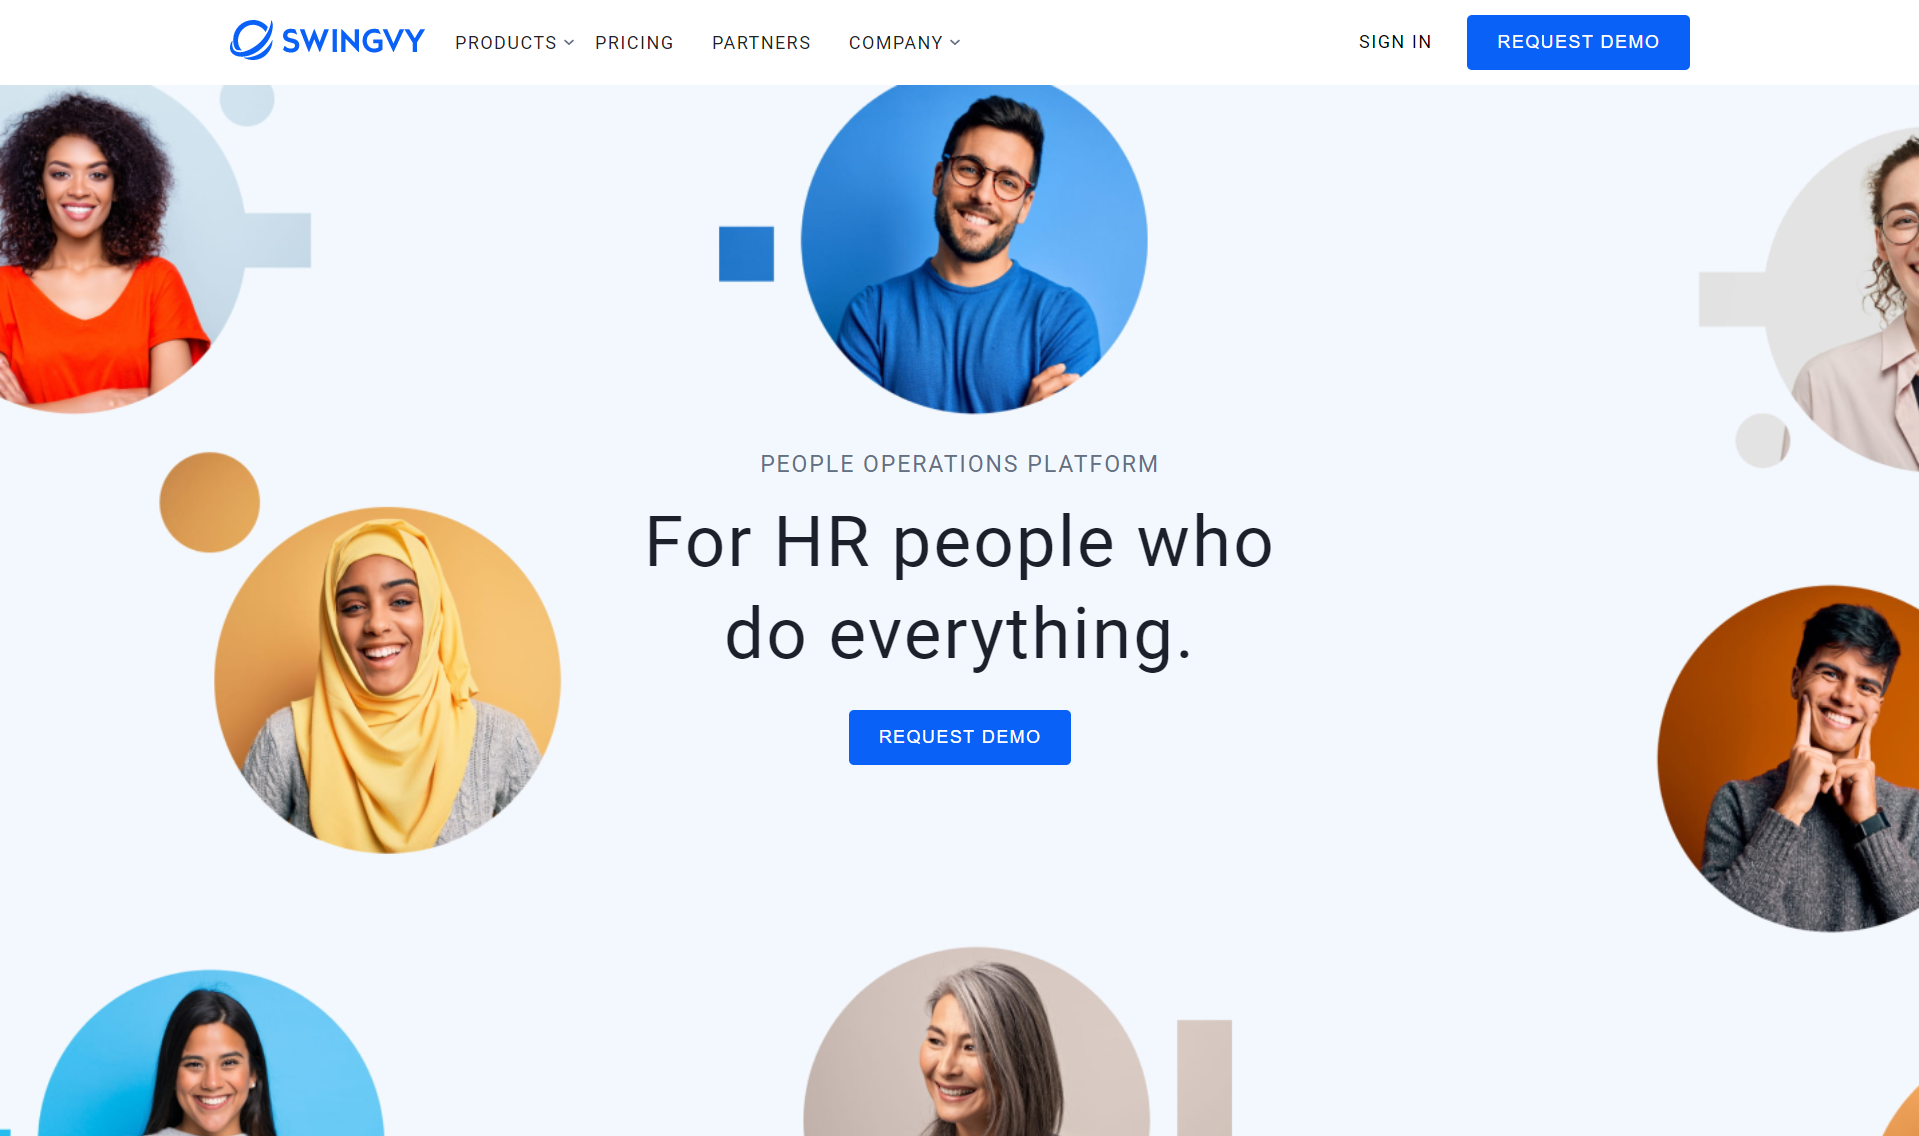 SWINGVY
PRODUCTS
PRICING
PARTNERS
COMPANY
SIGN IN
REQUEST DEMO
PEOPLE OPERATIONS PLATFORM
For HR people who
do everything.
REQUEST DEMO